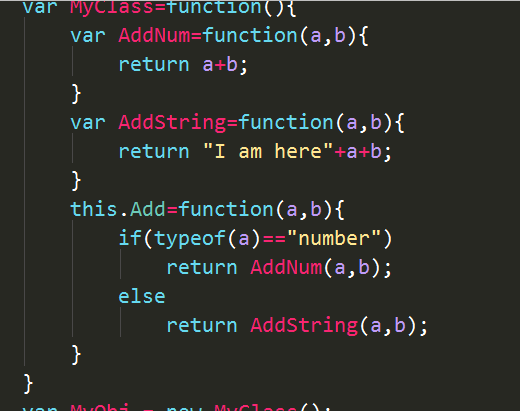 var MyClass=function(){
var AddNum=function(a,b){
return a+b;
}
var AddString=function(a,b){
return "I am here"+a+b;
}
this.Add=function(a,b){
if(typeof(a)=="number")
return AddNum(a,b);
else
return AddString(a,b);
}
}
var MyObj = new MyClass();